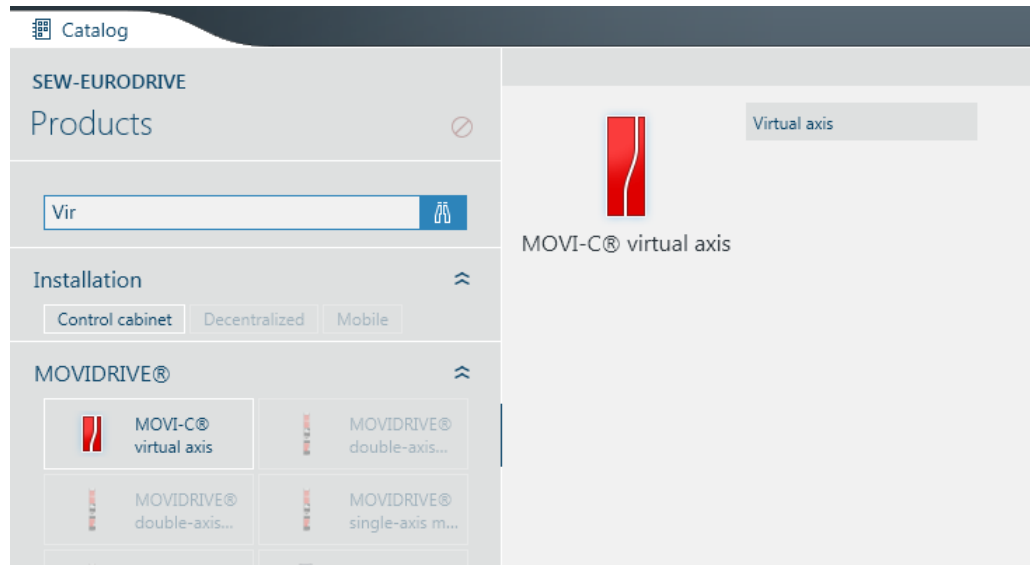 Catalog
SEW-EURODRIVE
Products
Vir
Installation
Control cabinet
Decentralized
Mobile
MOVIDRIVE®
MOVI-C®
virtual axis
MOVIDRIVE®
double-axis...
MOVIDRIVE®
double-axis...
MOVIDRIVE®
single-axis m...
MOVI-C® virtual axis
Virtual axis